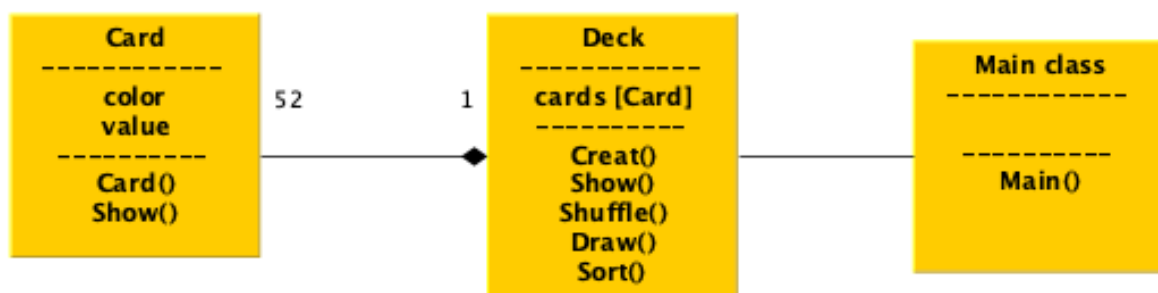 Card
------------
color
value
----------
Card()
Show()
52
1
Deck
------------
cards [Card]
----------
Creat()
Show()
Shuffle()
Draw()
Sort()
Main class
------------
----------
Main()